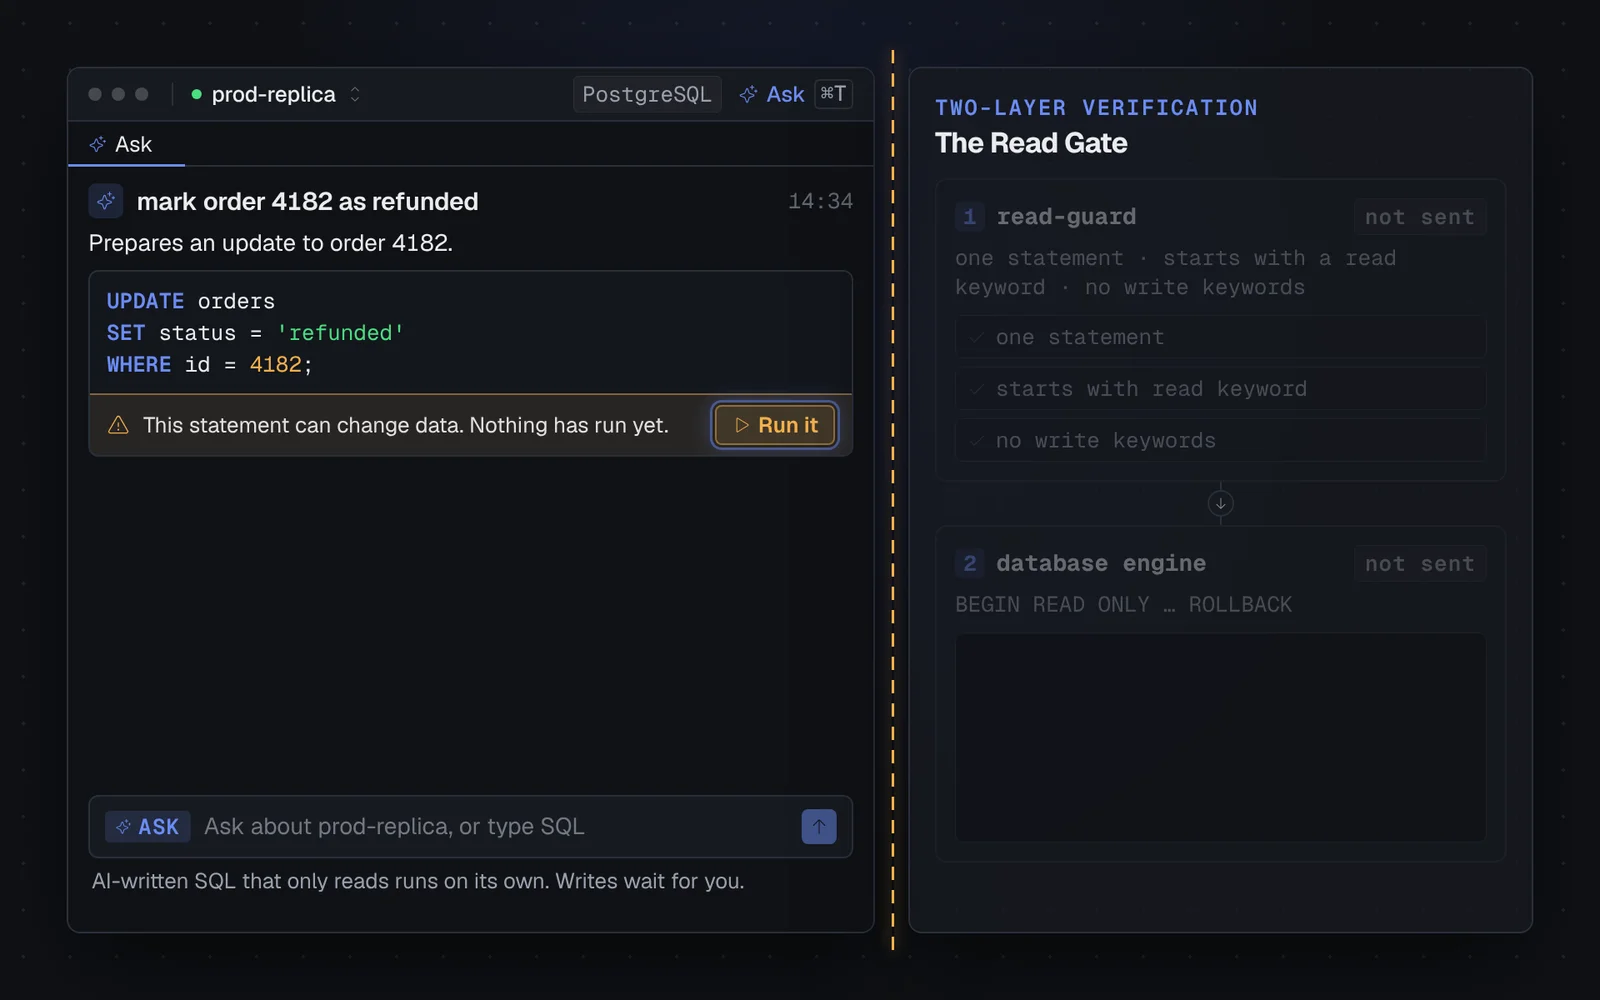 prod-replica
PostgreSQL
Ask
⌘T
Ask
mark order 4182 as refunded
14:34
Prepares an update to order 4182.
UPDATE orders
SET status = 'refunded'
WHERE id = 4182;
This statement can change data. Nothing has run yet.
Run it
ASK
Ask about prod-replica, or type SQL
AI-written SQL that only reads runs on its own. Writes wait for you.
TWO-LAYER VERIFICATION
The Read Gate
1
read-guard
not sent
one statement · starts with a read
keyword · no write keywords
one statement
starts with read keyword
no write keywords
2
database engine
not sent
BEGIN READ ONLY … ROLLBACK